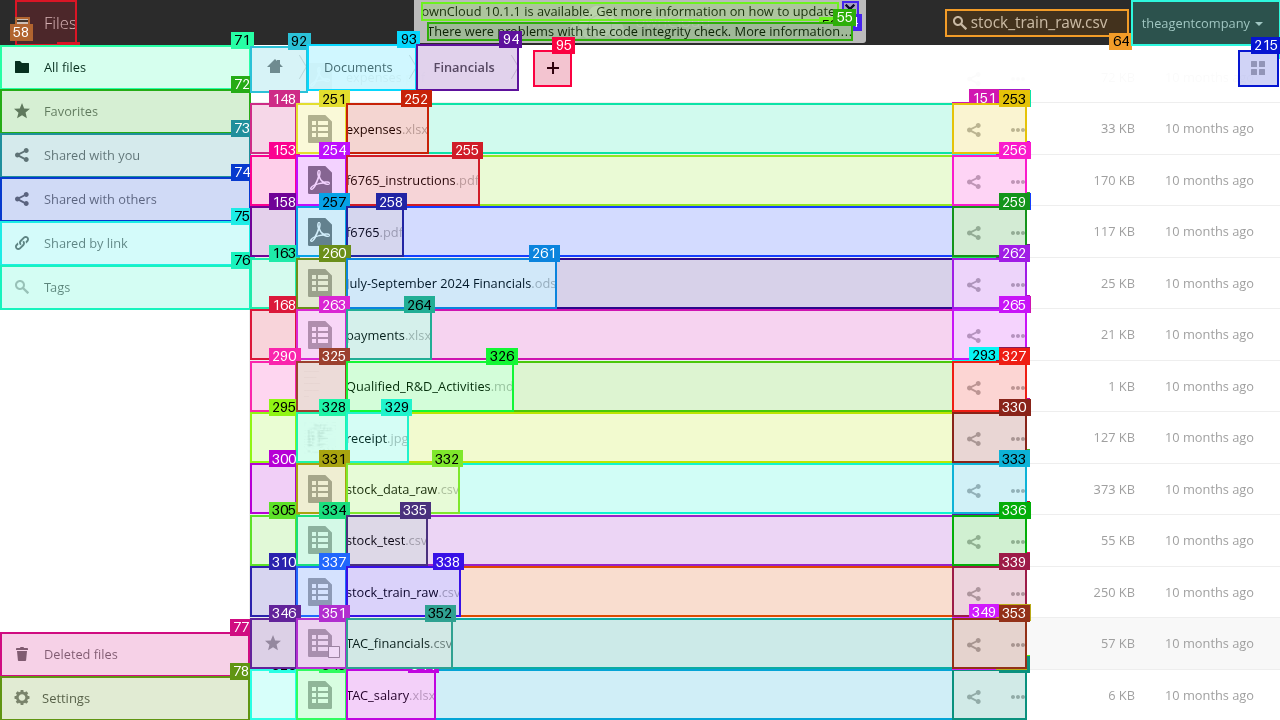 Files
ownCloud 10.1.1 is available. Get more information on how to update.
There were problems with the code integrity check. More information…
stock_train_raw.csv
theagentcompany
58
55
64
71
92
93
94
95
215
All files
Documents
Financials
+
72
Favorites
73
Shared with you
74
Shared with others
75
Shared by link
76
Tags
148 251 252 151 253
expenses.xlsx 33 KB 10 months ago
153 254 255 256
f6765_instructions.pdf 170 KB 10 months ago
158 257 258 259
f6765.pdf 117 KB 10 months ago
163 260 261 262
July-September 2024 Financials.ods 25 KB 10 months ago
168 263 264 265
payments.xlsx 21 KB 10 months ago
290 325 326 293 327
Qualified_R&D_Activities.md 1 KB 10 months ago
295 328 329 330
receipt.jpg 127 KB 10 months ago
300 331 332 333
stock_data_raw.csv 373 KB 10 months ago
305 334 335 336
stock_test.csv 55 KB 10 months ago
310 337 338 339
stock_train_raw.csv 250 KB 10 months ago
346 351 352 349 353
TAC_financials.csv 57 KB 10 months ago
TAC_salary.xlsx 6 KB 10 months ago
77
Deleted files
78
Settings